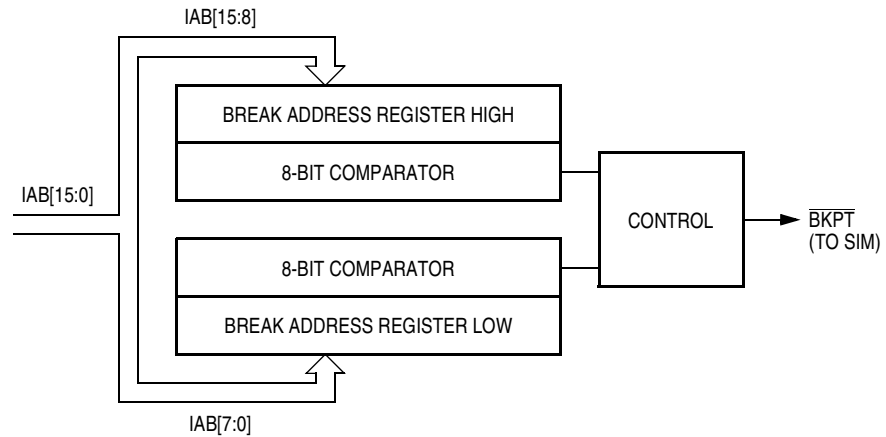 IAB[15:8]
BREAK ADDRESS REGISTER HIGH
8-BIT COMPARATOR
IAB[15:0]
CONTROL
BKPT
(TO SIM)
8-BIT COMPARATOR
BREAK ADDRESS REGISTER LOW
IAB[7:0]